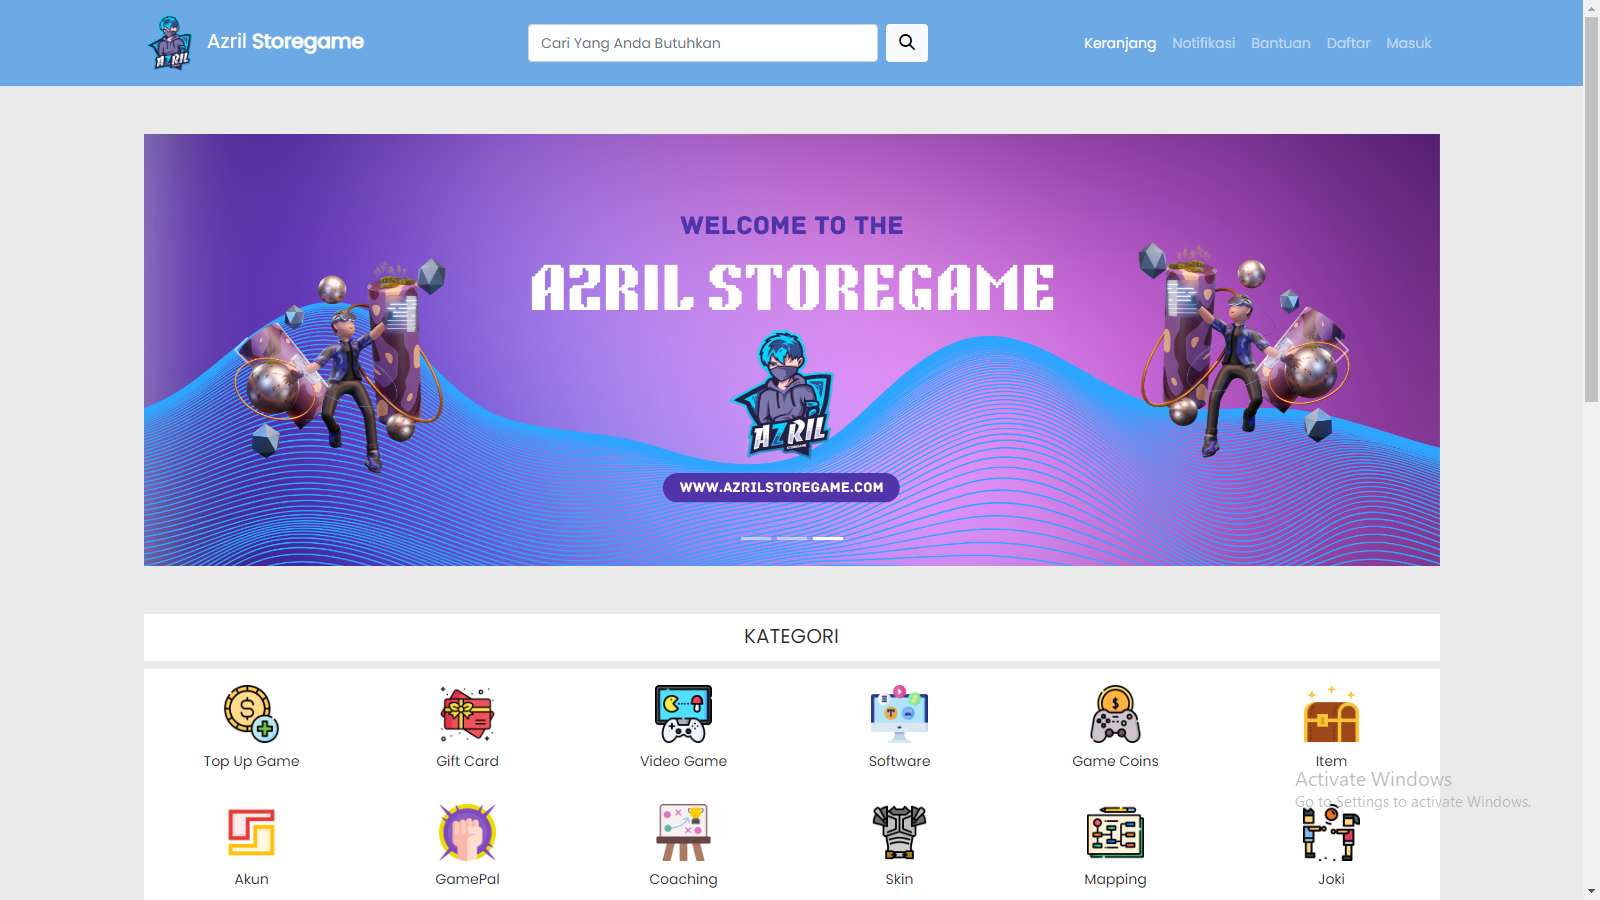 AZRIL
Azril Storegame
Cari Yang Anda Butuhkan
Keranjang Notifikasi Bantuan Daftar Masuk
WELCOME TO THE
AZRIL STOREGAME
AZRIL
WWW.AZRILSTOREGAME.COM
KATEGORI
Top Up Game Gift Card Video Game Software Game Coins Item
Activate Windows
Go to Settings to activate Windows.
Akun GamePal Coaching Skin Mapping Joki